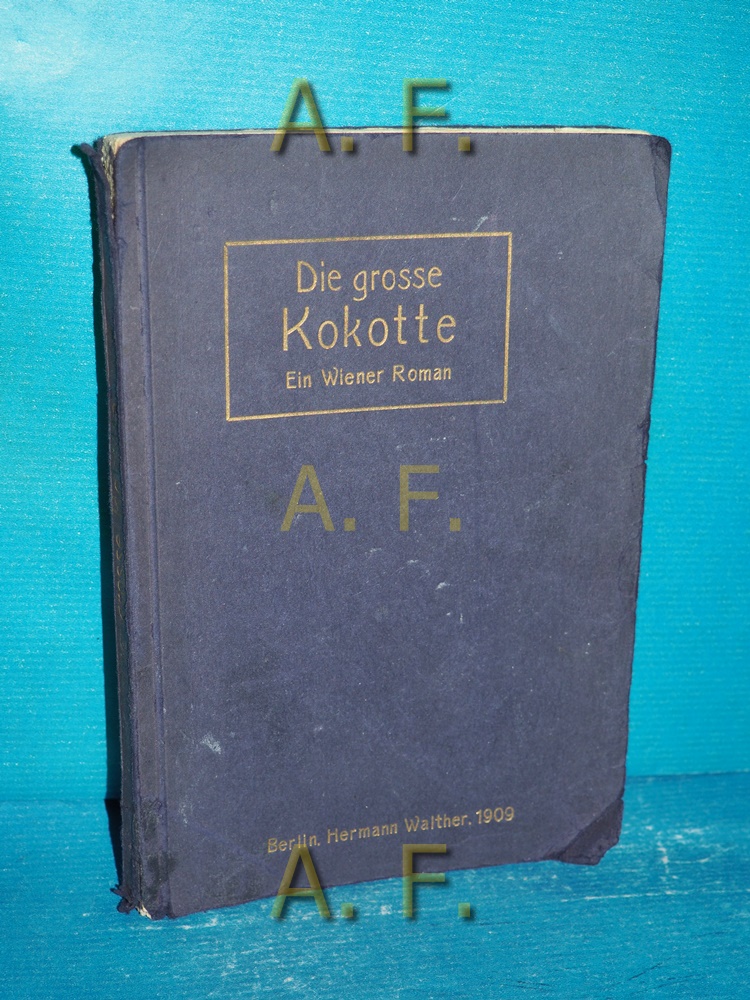 A. F.
Die grosse
Kokotte
Ein Wiener Roman
A. F.
Berlin. Hermann Walther. 1909
A. F.